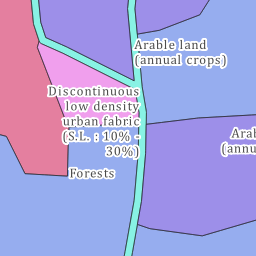 Arable land
(annual crops)
Discontinuous
low density
urban fabric
(S.L. : 10% -
30%)
Forests